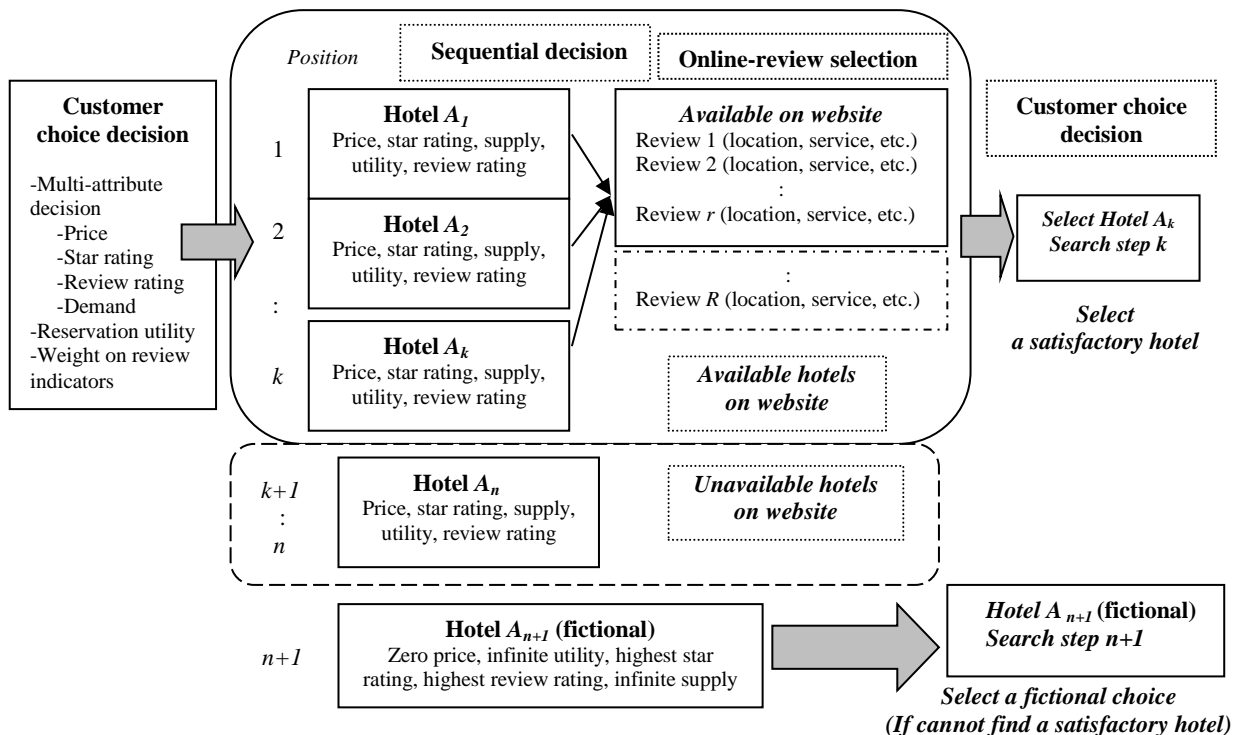 Customer
choice decision
-Multi-attribute
decision
-Price
-Star rating
-Review rating
-Demand
-Reservation utility
-Weight on review
indicators
Position
Sequential decision
Online-review selection
1
Hotel A1
Price, star rating, supply,
utility, review rating
2
Hotel A2
Price, star rating, supply,
utility, review rating
:
k
Hotel Ak
Price, star rating, supply,
utility, review rating
Available on website
Review 1 (location, service, etc.)
Review 2 (location, service, etc.)
:
Review r (location, service, etc.)
:
Review R (location, service, etc.)
Available hotels
on website
Customer choice
decision
Select Hotel Ak
Search step k
Select
a satisfactory hotel
k+1
:
n
Hotel An
Price, star rating, supply,
utility, review rating
Unavailable hotels
on website
n+1
Hotel An+1 (fictional)
Zero price, infinite utility, highest star
rating, highest review rating, infinite supply
Hotel A n+1 (fictional)
Search step n+1
Select a fictional choice
(If cannot find a satisfactory hotel)